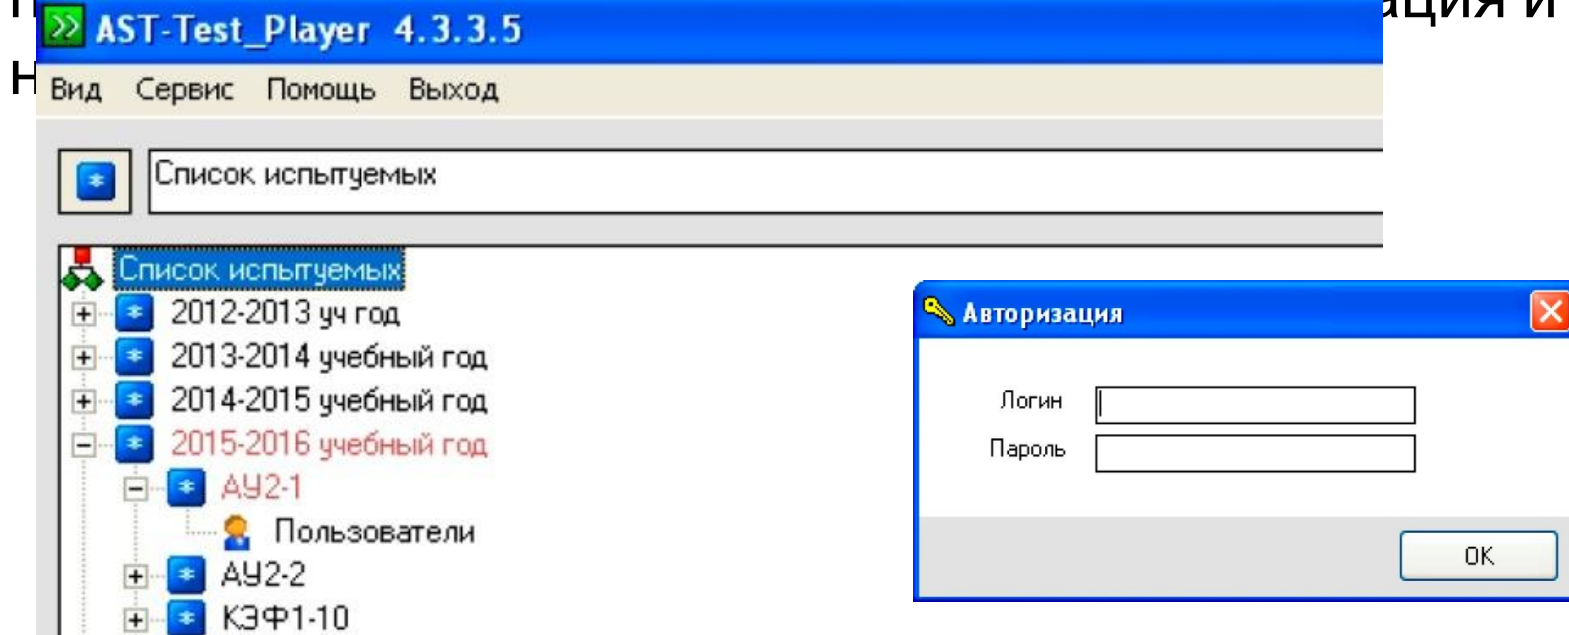 AST-Test_Player 4.3.3.5
и
Вид Сервис Помощь Выход
Список испытуемых
Список испытуемых
2012-2013 уч год
2013-2014 учебный год
2014-2015 учебный год
2015-2016 учебный год
АУ2-1
Пользователи
АУ2-2
КЭФ1-10
Авторизация
Логин
Пароль
OK